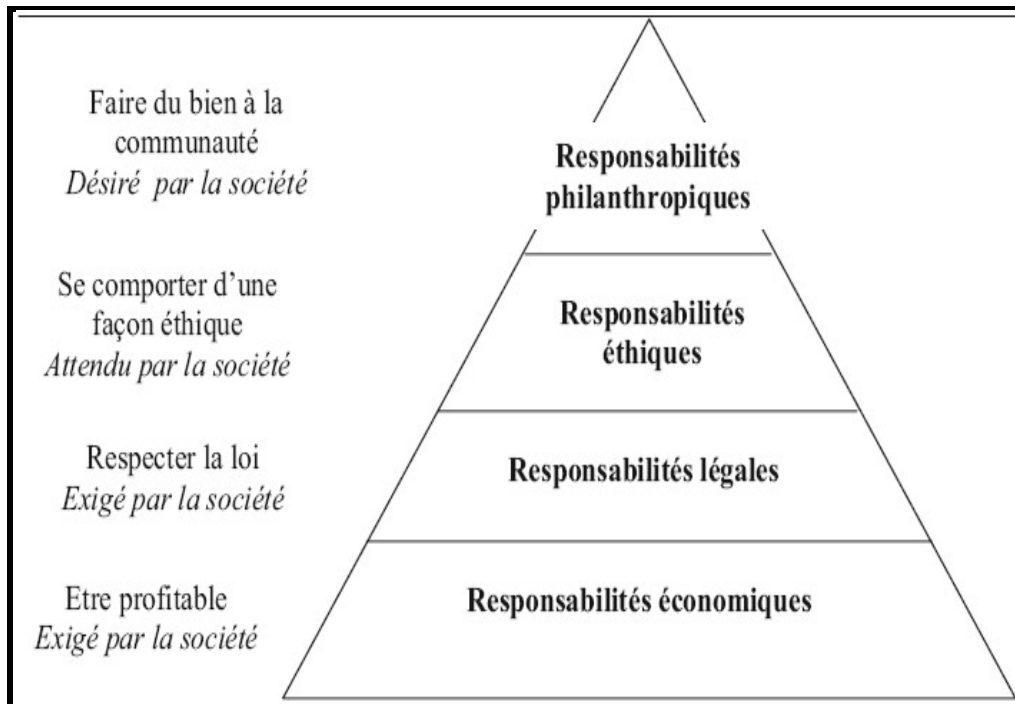 Faire du bien à la
communauté
Désiré par la société
Responsabilités
philanthropiques
Se comporter d’une
façon éthique
Attendu par la société
Responsabilités
éthiques
Respecter la loi
Exigé par la société
Responsabilités légales
Etre profitable
Exigé par la société
Responsabilités économiques